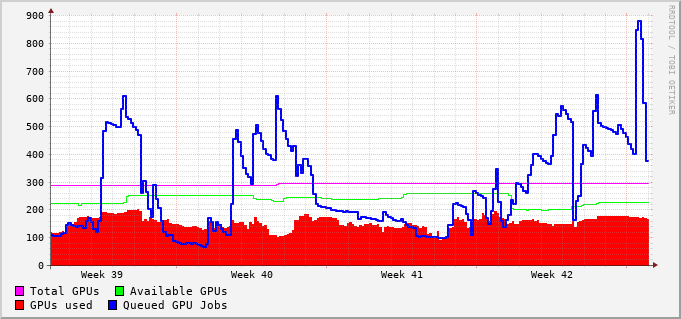 900
800
700
600
500
400
300
200
100
0
Week 39 Week 40 Week 41 Week 42
Total GPUs Available GPUs
GPUs used Queued GPU Jobs
RRDTOOL / TOBI OETIKER